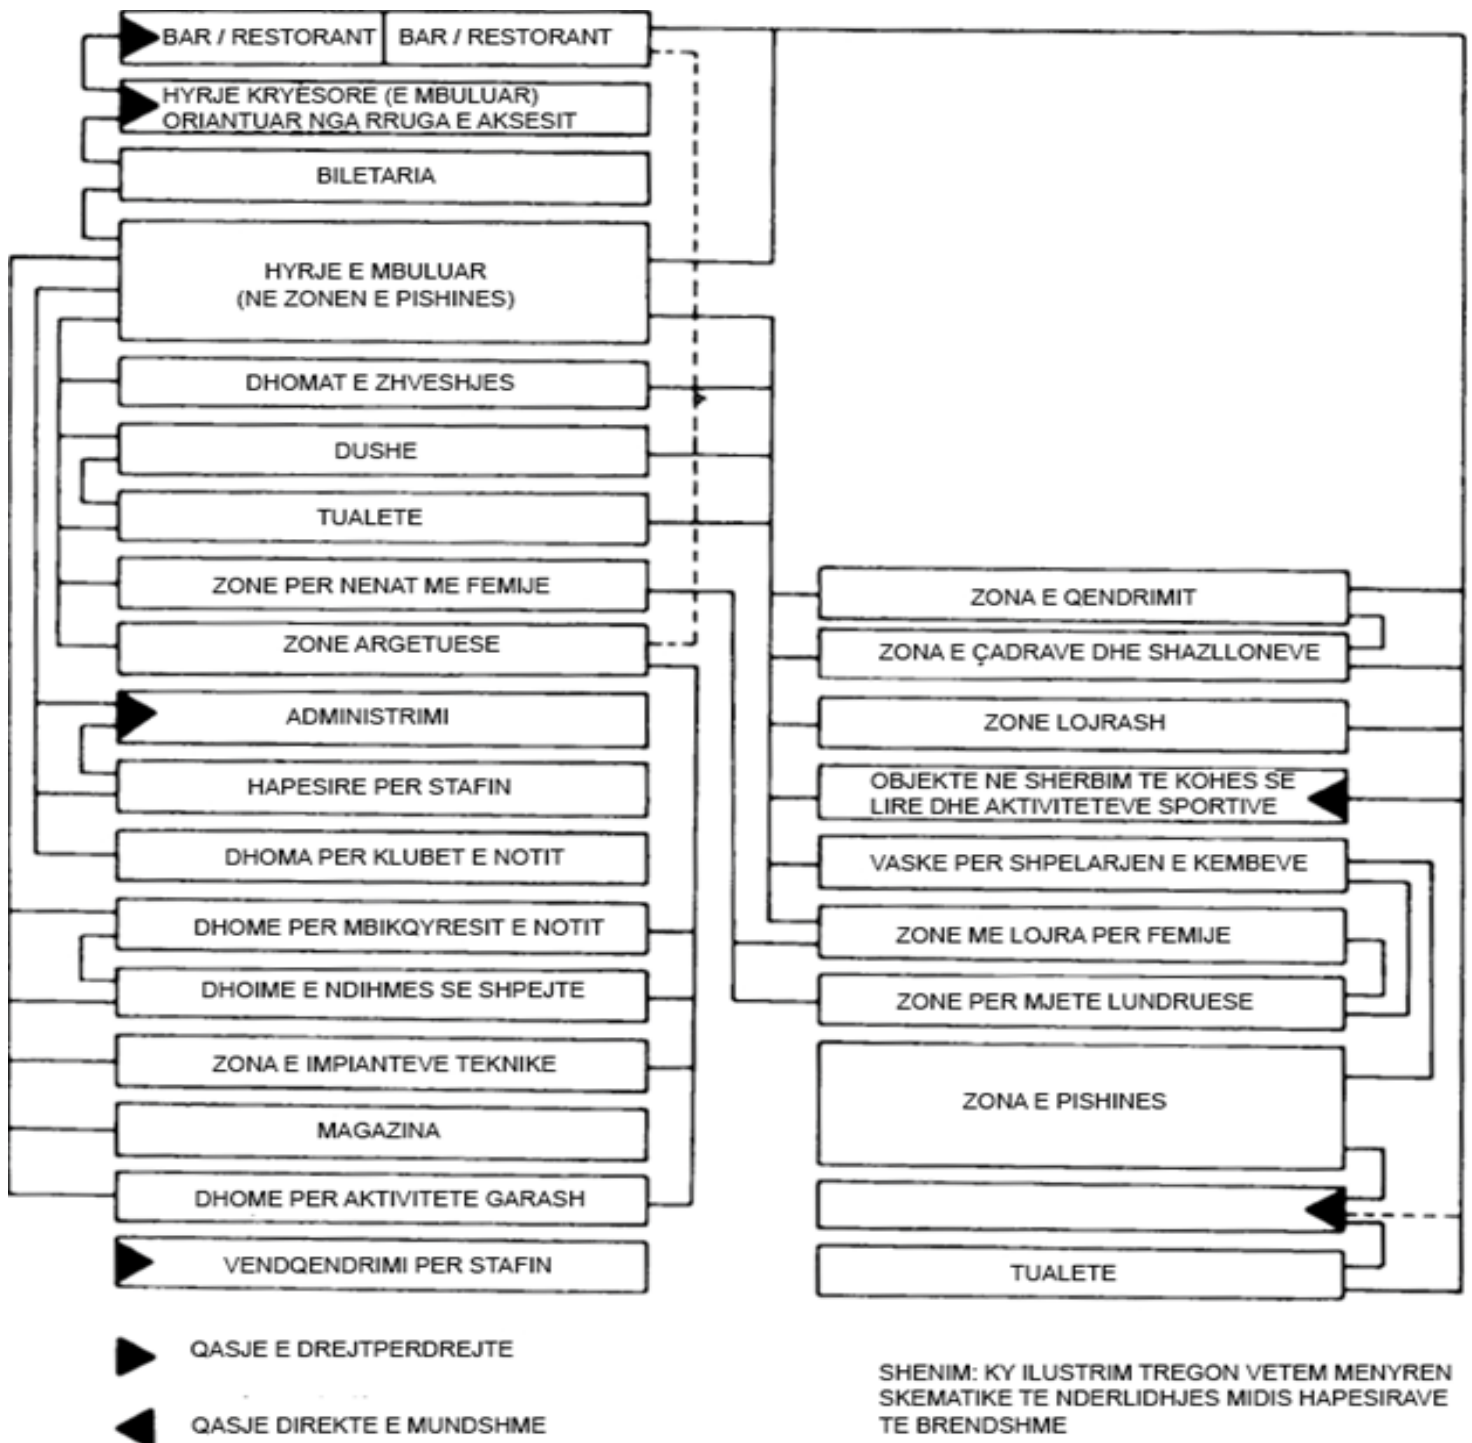 BAR / RESTORANT
BAR / RESTORANT
HYRJE KRYESORE (E MBULUAR)
ORIANTUAR NGA RRUGA E AKSESIT
BILETARIA
HYRJE E MBULUAR
(NE ZONEN E PISHINES)
DHOMAT E ZHVESHJES
DUSHE
TUALETE
ZONE PER NENAT ME FEMIJE
ZONE ARGETUESE
ADMINISTRIMI
HAPESIRE PER STAFIN
DHOMA PER KLUBET E NOTIT
DHOME PER MBIKQYRESIT E NOTIT
DHOIME E NDIHMES SE SHPEJTE
ZONA E IMPIANTEVE TEKNIKE
MAGAZINA
DHOME PER AKTIVITETE GARASH
VENDQENDRIMI PER STAFIN
ZONA E QENDRIMIT
ZONA E ÇADRAVE DHE SHAZLLONEVE
ZONE LOJRASH
OBJEKTE NE SHERBIM TE KOHES SE
LIRE DHE AKTIVITETEVE SPORTIVE
VASKE PER SHPELARJEN E KEMBEVE
ZONE ME LOJRA PER FEMIJE
ZONE PER MJETE LUNDRUESE
ZONA E PISHINES
TUALETE
QASJE E DREJTPERDREJTE
QASJE DIREKTE E MUNDSHME
SHENIM: KY ILUSTRIM TREGON VETEM MENYREN
SKEMATIKE TE NDERLIDHJES MIDIS HAPESIRAVE
TE BRENDSHME